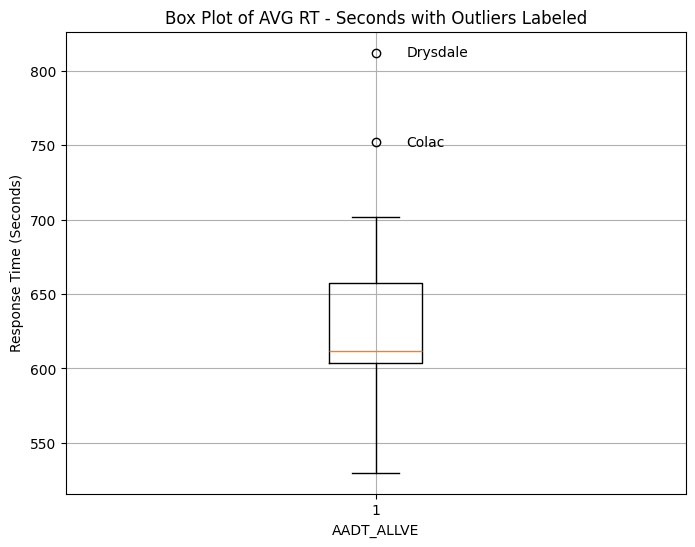 Box Plot of AVG RT - Seconds with Outliers Labeled
Drysdale
Colac
800
750
700
650
600
550
Response Time (Seconds)
1
AADT_ALLVE